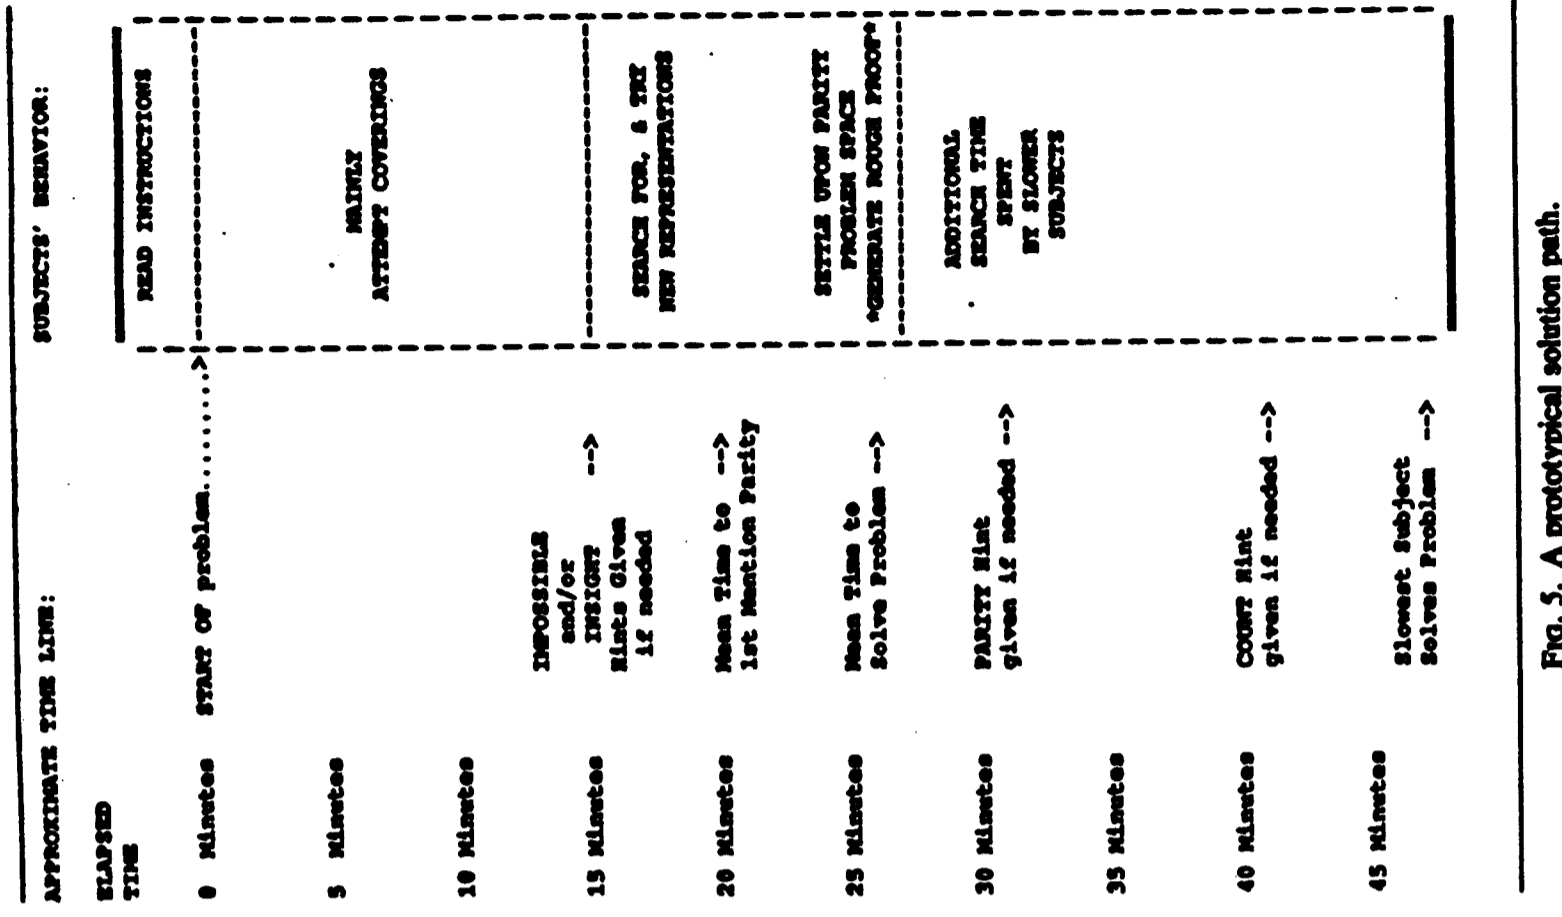 APPROXIMATE TIME LINE: SUBJECTS' BEHAVIOR:
ELAPSED
TIME
READ INSTRUCTIONS
0 Minutes START OF problem........>
5 Minutes
MAINLY
ATTEMPT COVERINGS
10 Minutes
IMPOSSIBLE
and/or
15 Minutes INSIGHT -->
Hints Given
if needed
SEARCH FOR, & TRY
NEW REPRESENTATIONS
20 Minutes Mean Time to -->
1st Mention Parity
SETTLE UPON PARITY
PROBLEM SPACE
*GENERATE ROUGH PROOF*
25 Minutes Mean Time to
Solve Problem -->
ADDITIONAL
SEARCH TIME
SPENT
BY SLOWER
SUBJECTS
30 Minutes PARITY Hint
given if needed -->
35 Minutes
40 Minutes COUNT Hint
given if needed -->
45 Minutes Slowest Subject
Solves Problem -->
FIG. 5. A prototypical solution path.